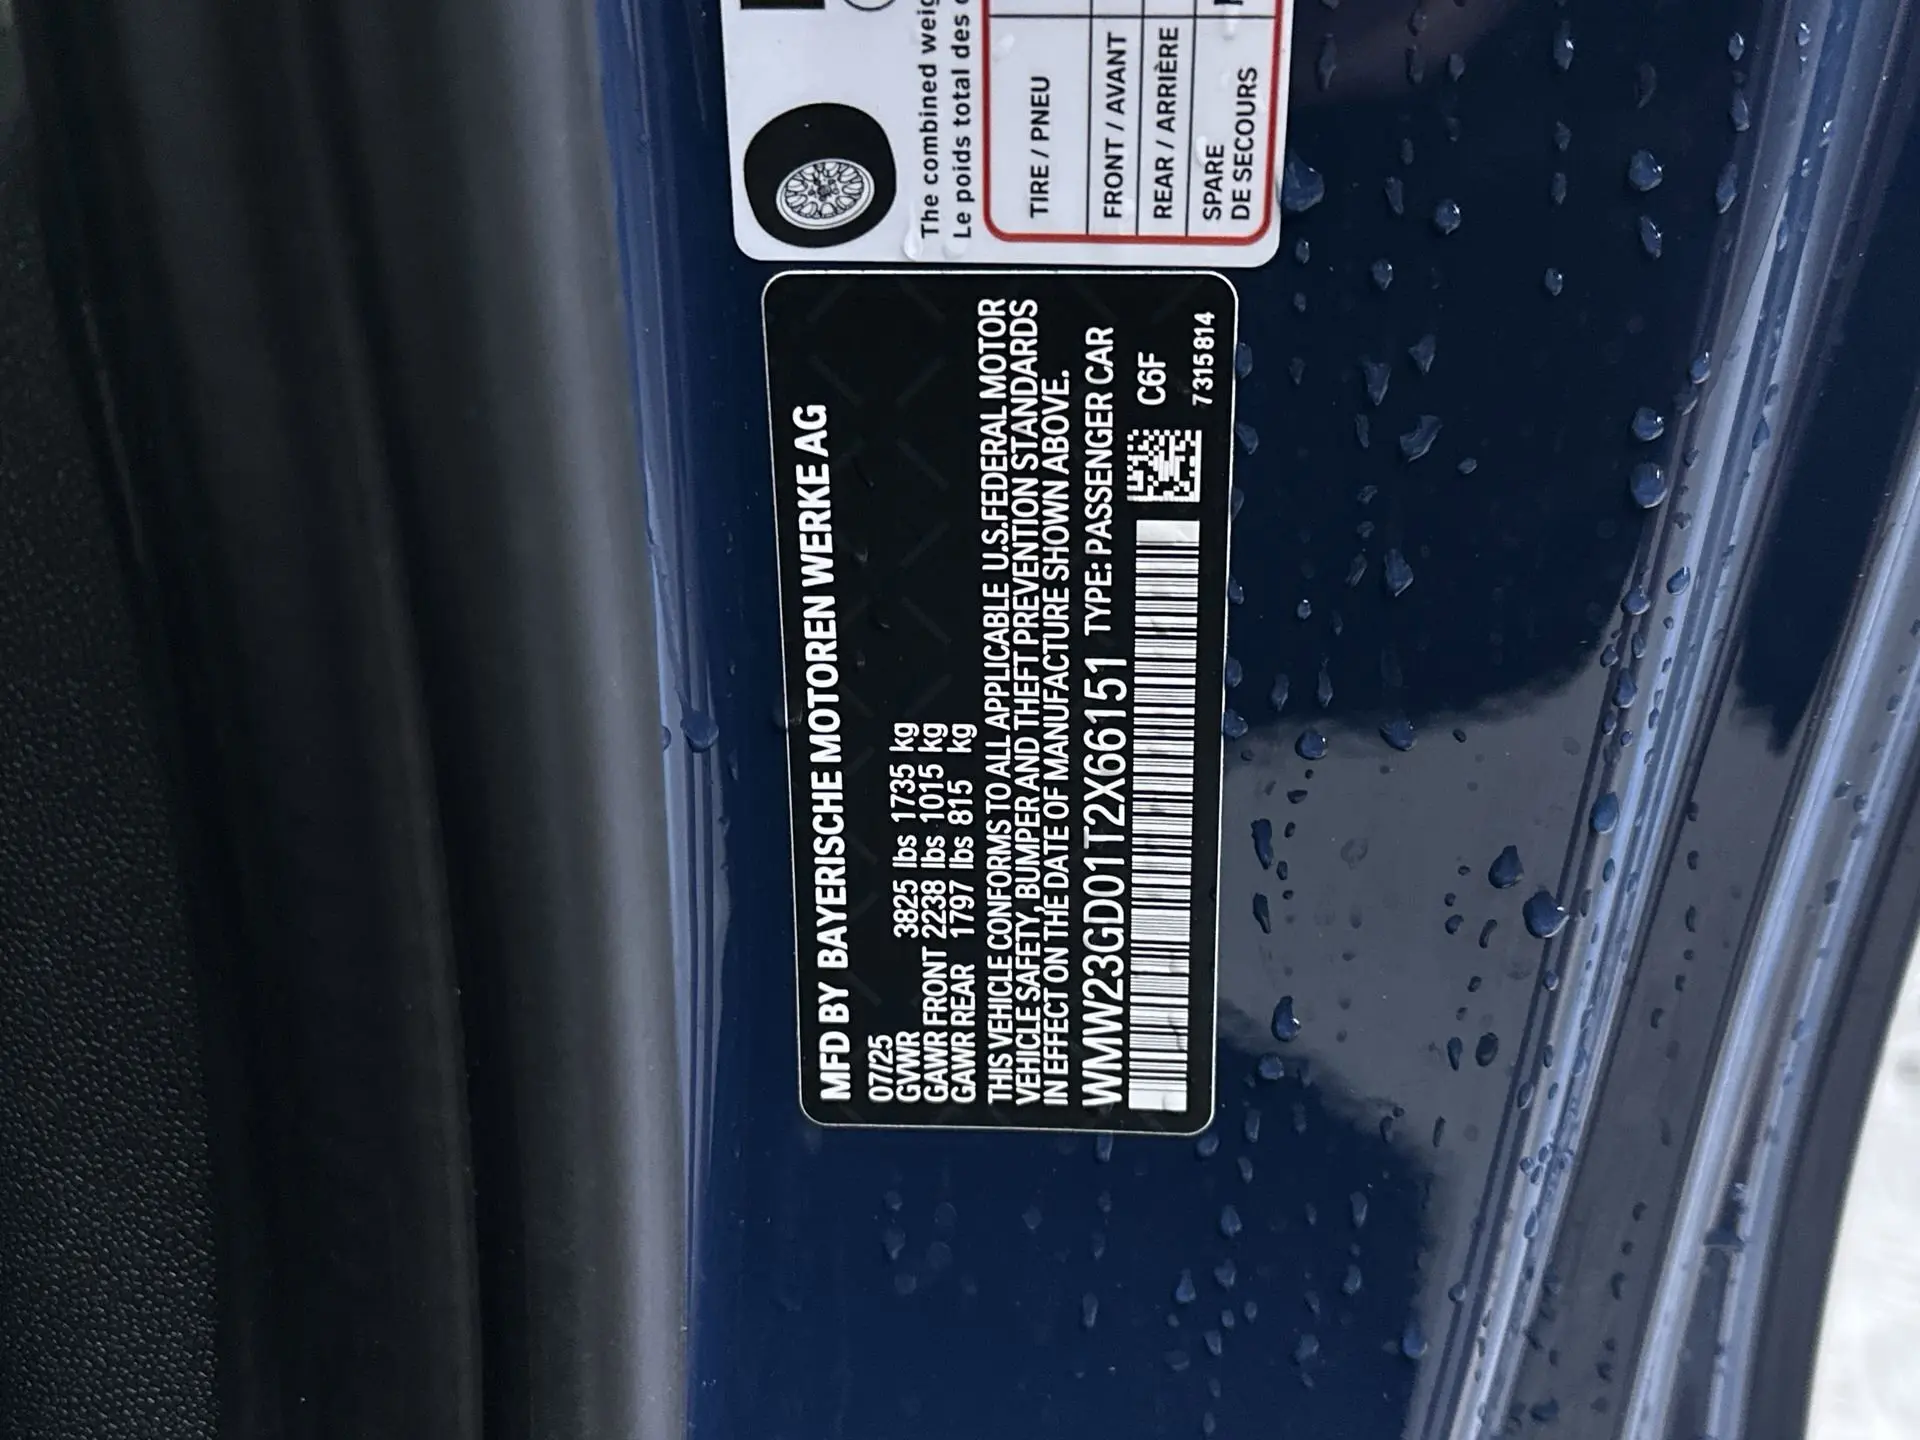 The combined weig
Le poids total des
TIRE / PNEU
FRONT / AVANT
REAR / ARRIÈRE
SPARE
DE SECOURS
MFD BY BAYERISCHE MOTOREN WERKE AG
07/25
GVWR 3825 lbs 1735 kg
GAWR FRONT 2238 lbs 1015 kg
GAWR REAR 1797 lbs 815 kg
THIS VEHICLE CONFORMS TO ALL APPLICABLE U.S.FEDERAL MOTOR
VEHICLE SAFETY, BUMPER AND THEFT PREVENTION STANDARDS
IN EFFECT ON THE DATE OF MANUFACTURE SHOWN ABOVE.
WMW23GD01T2X66151 TYPE: PASSENGER CAR
C6F
7315814